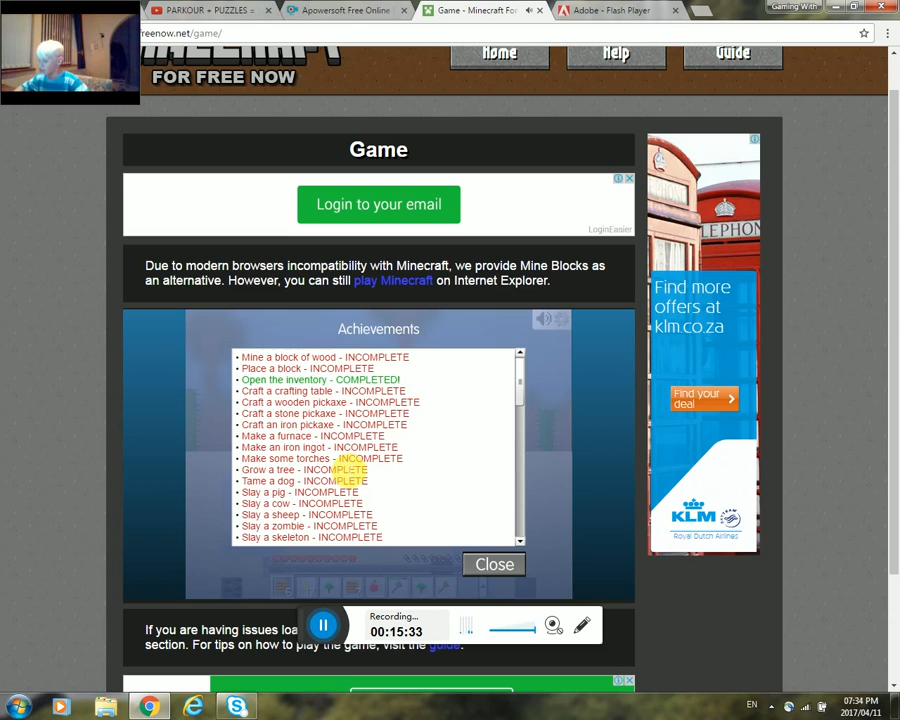 PARKOUR + PUZZLES =
Apowersoft Free Online
Game - Minecraft For
Adobe - Flash Player
Gaming With
freenow.net/game/
MINECRAFT
FOR FREE NOW
Home
Help
Guide
Game
Login to your email
LoginEasier
Due to modern browsers incompatibility with Minecraft, we provide Mine Blocks as
an alternative. However, you can still play Minecraft on Internet Explorer.
Achievements
• Mine a block of wood - INCOMPLETE
• Place a block - INCOMPLETE
• Open the inventory - COMPLETED!
• Craft a crafting table - INCOMPLETE
• Craft a wooden pickaxe - INCOMPLETE
• Craft a stone pickaxe - INCOMPLETE
• Craft an iron pickaxe - INCOMPLETE
• Make a furnace - INCOMPLETE
• Make an iron ingot - INCOMPLETE
• Make some torches - INCOMPLETE
• Grow a tree - INCOMPLETE
• Tame a dog - INCOMPLETE
• Slay a pig - INCOMPLETE
• Slay a cow - INCOMPLETE
• Slay a sheep - INCOMPLETE
• Slay a zombie - INCOMPLETE
• Slay a skeleton - INCOMPLETE
Close
TELEPHONE
Find more
offers at
klm.co.za
Find your
deal
KLM
Royal Dutch Airlines
Recording...
00:15:33
If you are having issues loa
section. For tips on how to play the game, visit the guide.
EN
07:34 PM
2017/04/11